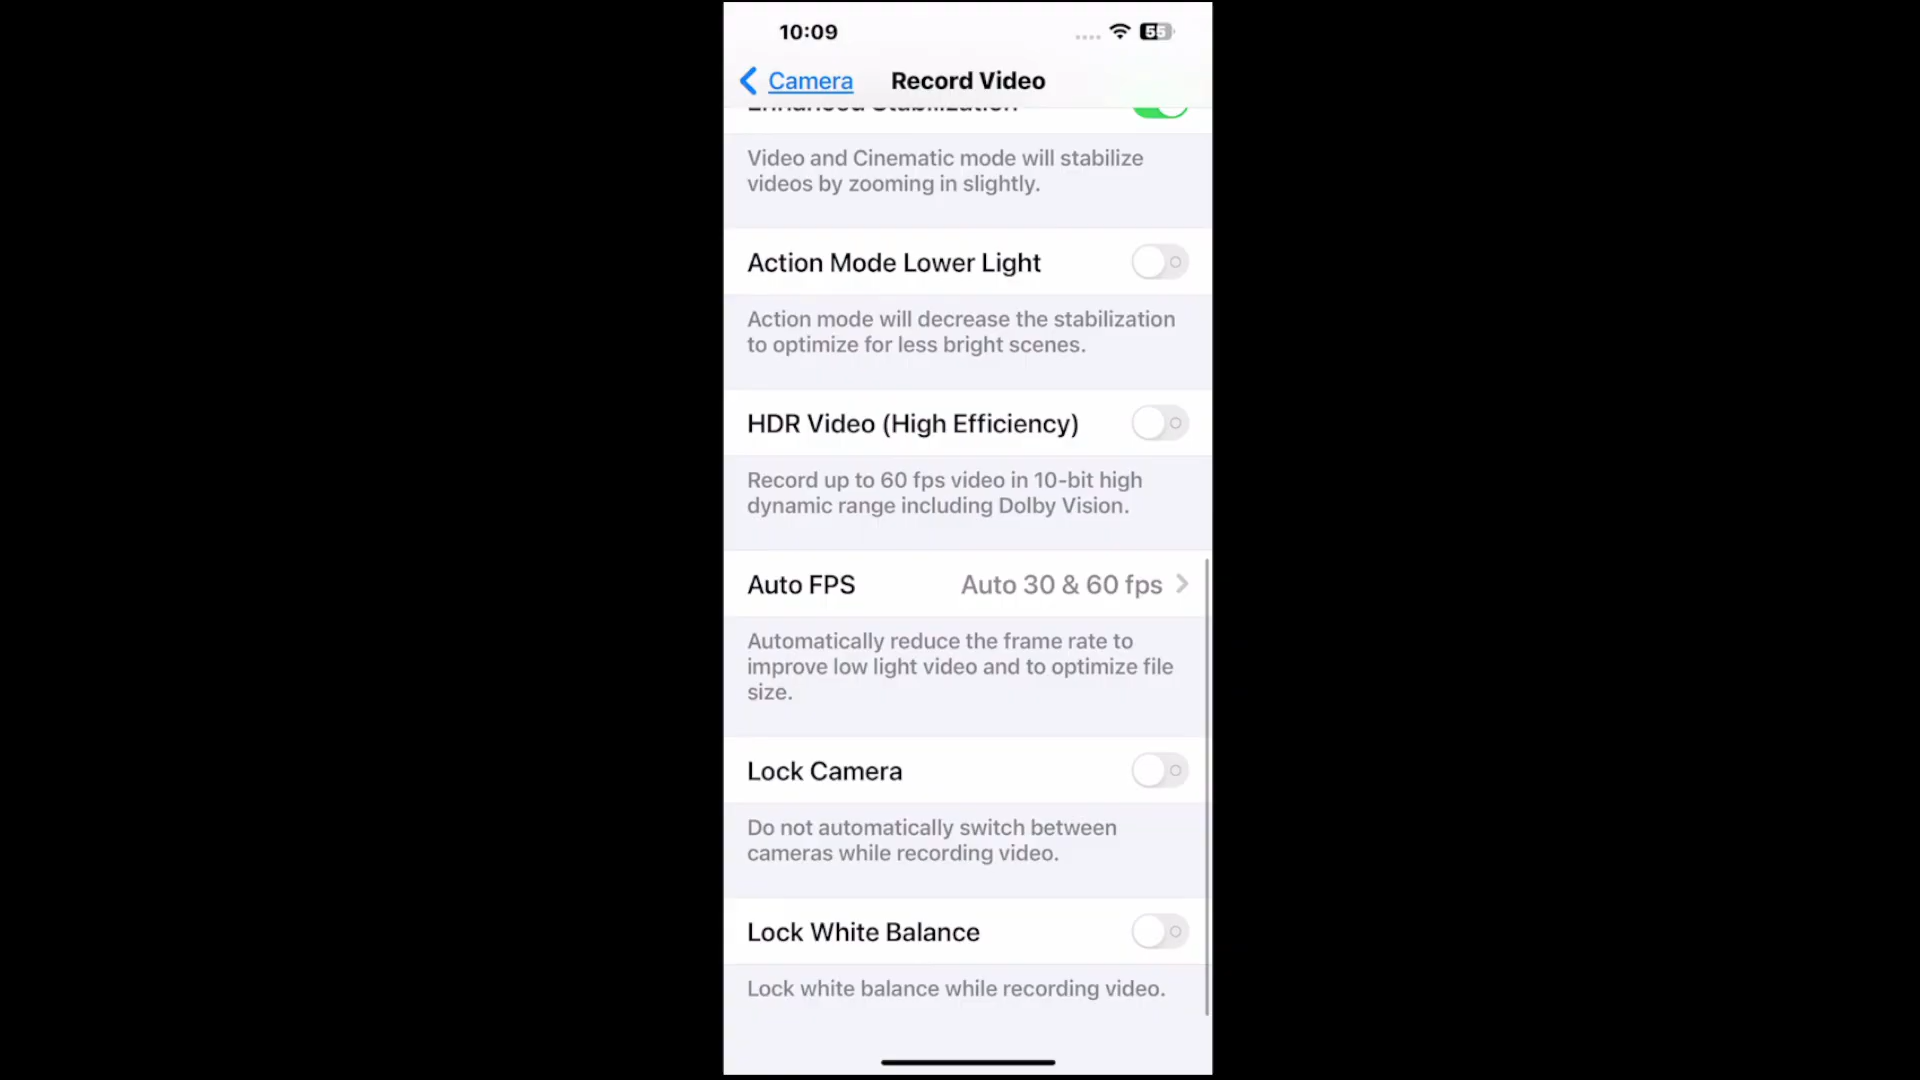 10:09
55
Camera
Record Video
Enhanced Stabilization
Video and Cinematic mode will stabilize
videos by zooming in slightly.
Action Mode Lower Light
Action mode will decrease the stabilization
to optimize for less bright scenes.
HDR Video (High Efficiency)
Record up to 60 fps video in 10-bit high
dynamic range including Dolby Vision.
Auto FPS
Auto 30 & 60 fps
Automatically reduce the frame rate to
improve low light video and to optimize file
size.
Lock Camera
Do not automatically switch between
cameras while recording video.
Lock White Balance
Lock white balance while recording video.